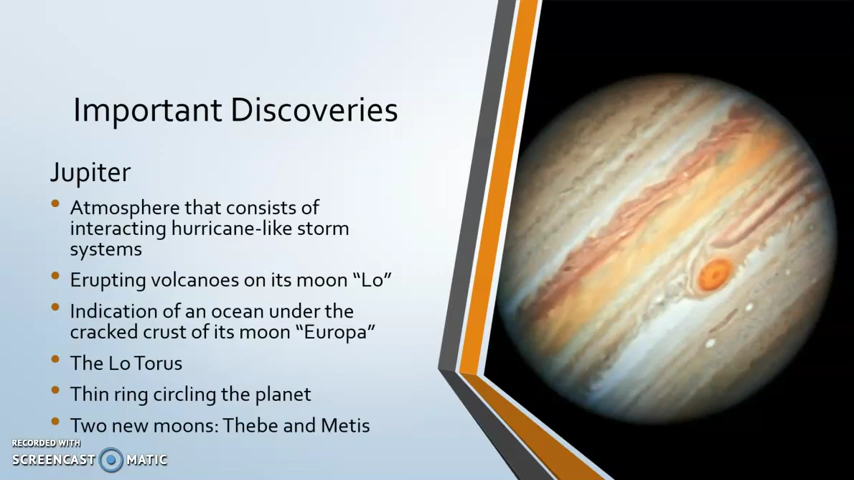 Important Discoveries
Jupiter
Atmosphere that consists of
interacting hurricane-like storm
systems
Erupting volcanoes on its moon “Lo”
Indication of an ocean under the
cracked crust of its moon “Europa”
The Lo Torus
Thin ring circling the planet
Two new moons: Thebe and Metis
RECORDED WITH
SCREENCAST MATIC